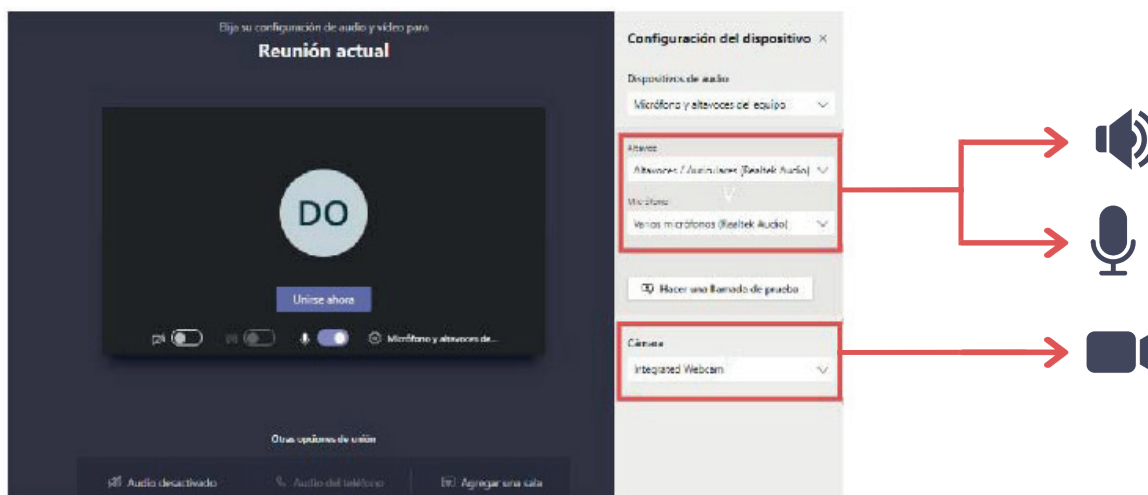 Elija su configuración de audio y vídeo para
Reunión actual
DO
Unirse ahora
Micrófono y altavoces de...
Otras opciones de unión
Audio desactivado
Audio del teléfono
Agregar una sala
Configuración del dispositivo
Dispositivos de audio
Micrófono y altavoces del equipo
Altavoz
Altavoces / Auriculares (Realtek Audio)
Micrófono
Varios micrófonos (Realtek Audio)
Hacer una llamada de prueba
Cámara
Integrated Webcam